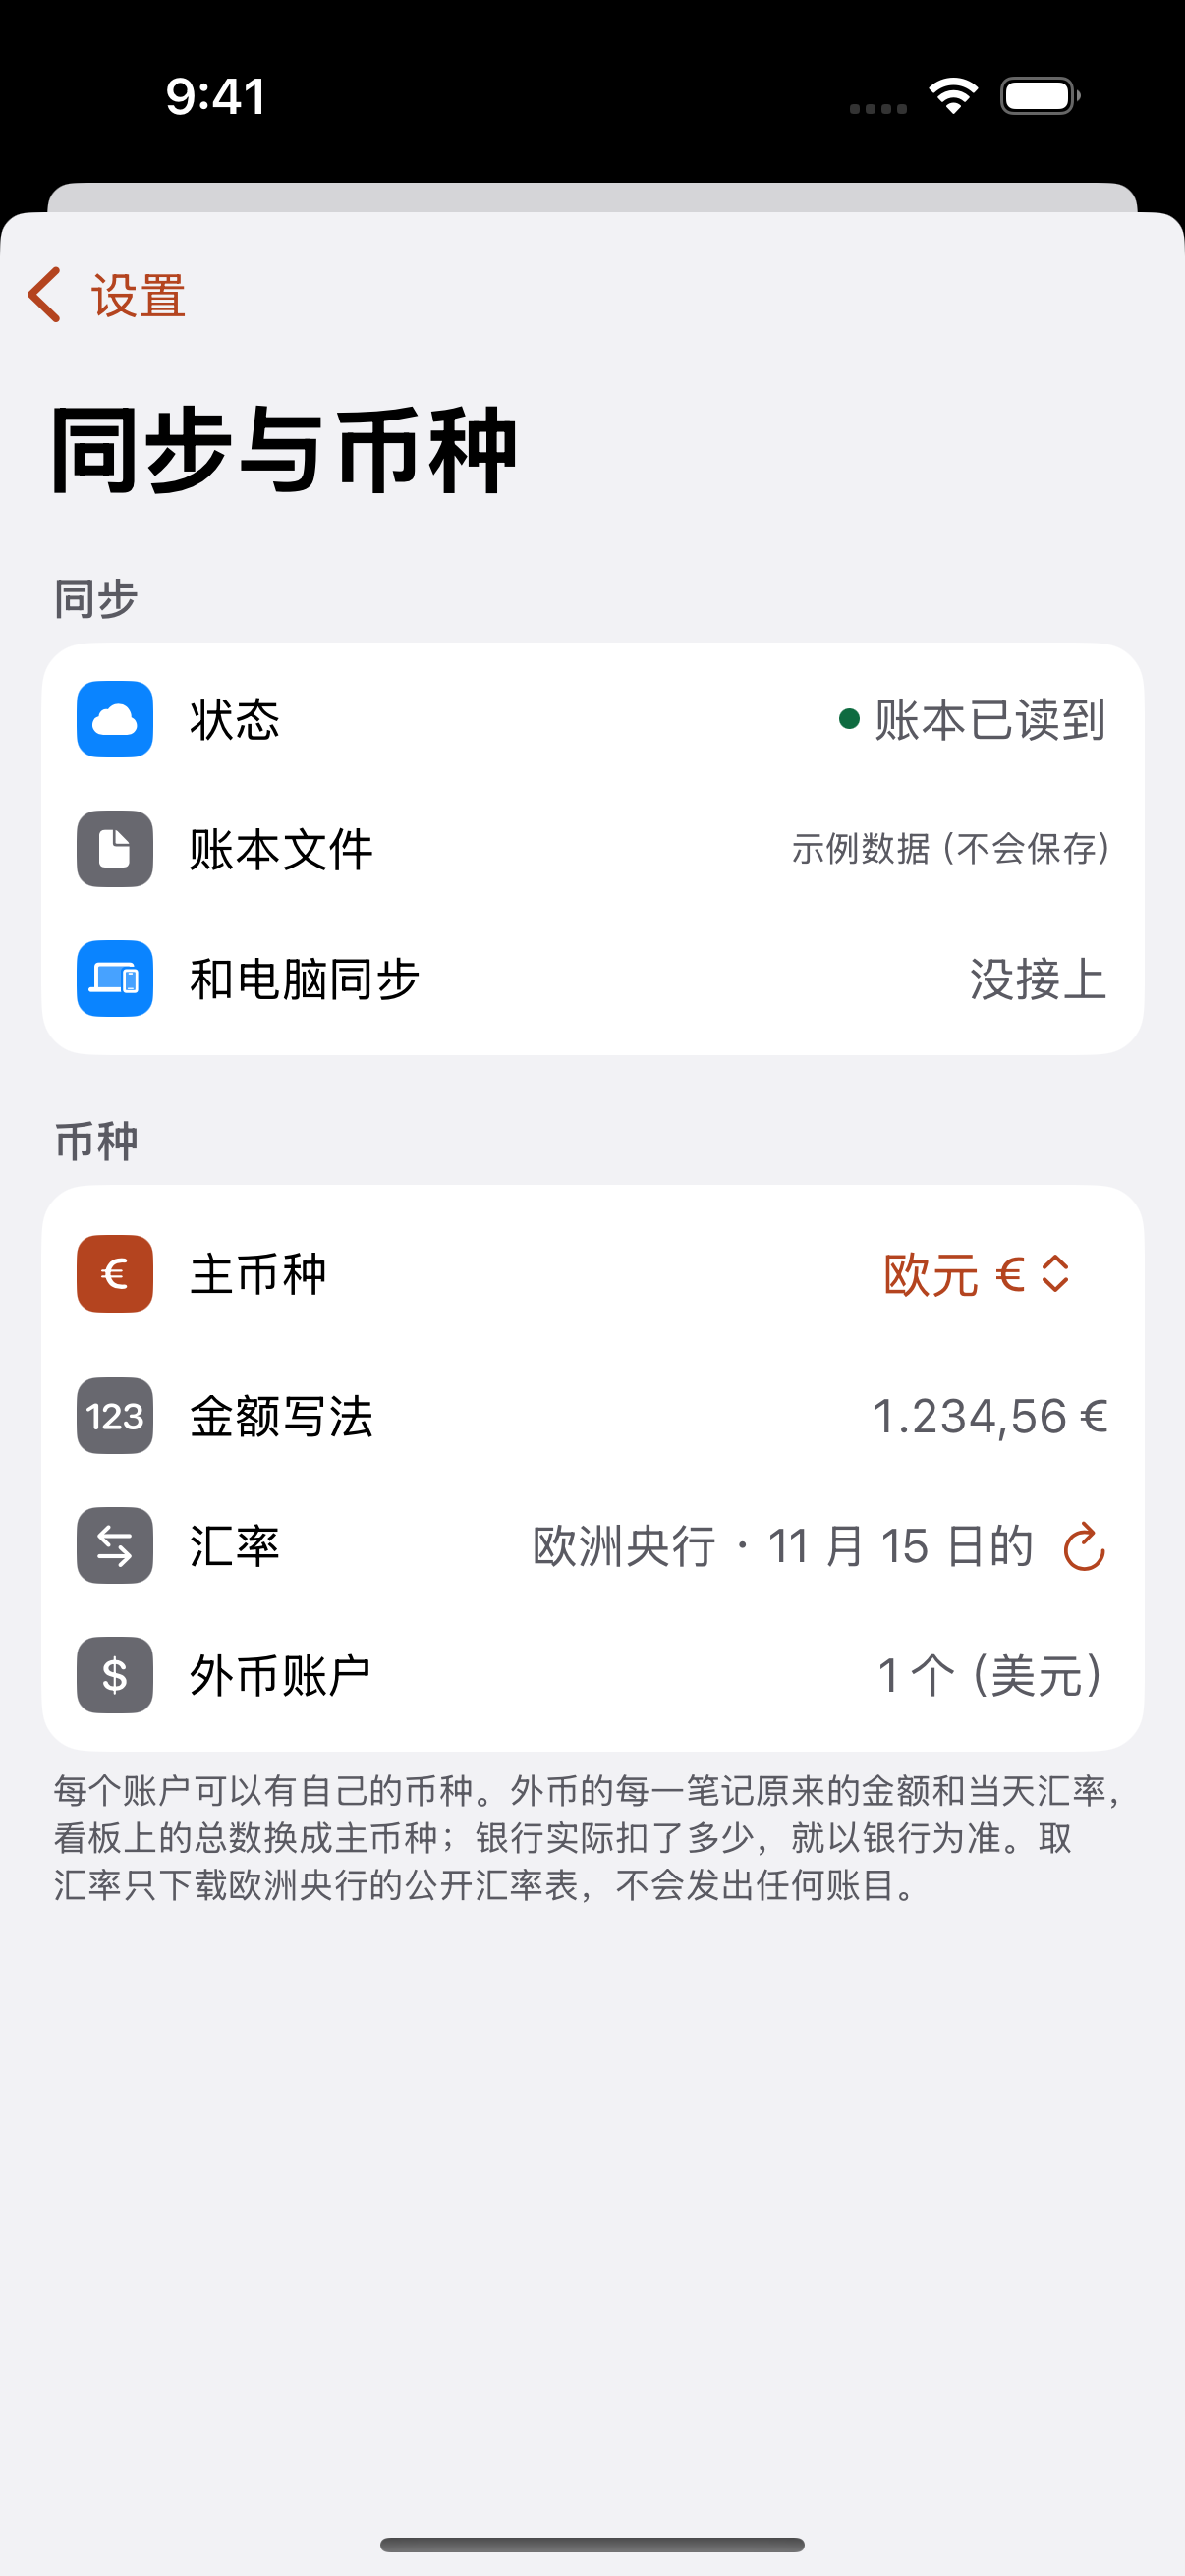 9:41
设置
同步与币种
同步
状态
账本已读到
账本文件
示例数据 (不会保存)
和电脑同步
没接上
币种
€
主币种
欧元 €
123
金额写法
1.234,56 €
汇率
欧洲央行 · 11 月 15 日的
$
外币账户
1 个 (美元)
每个账户可以有自己的币种。外币的每一笔记原来的金额和当天汇率，
看板上的总数换成主币种；银行实际扣了多少，就以银行为准。取
汇率只下载欧洲央行的公开汇率表，不会发出任何账目。